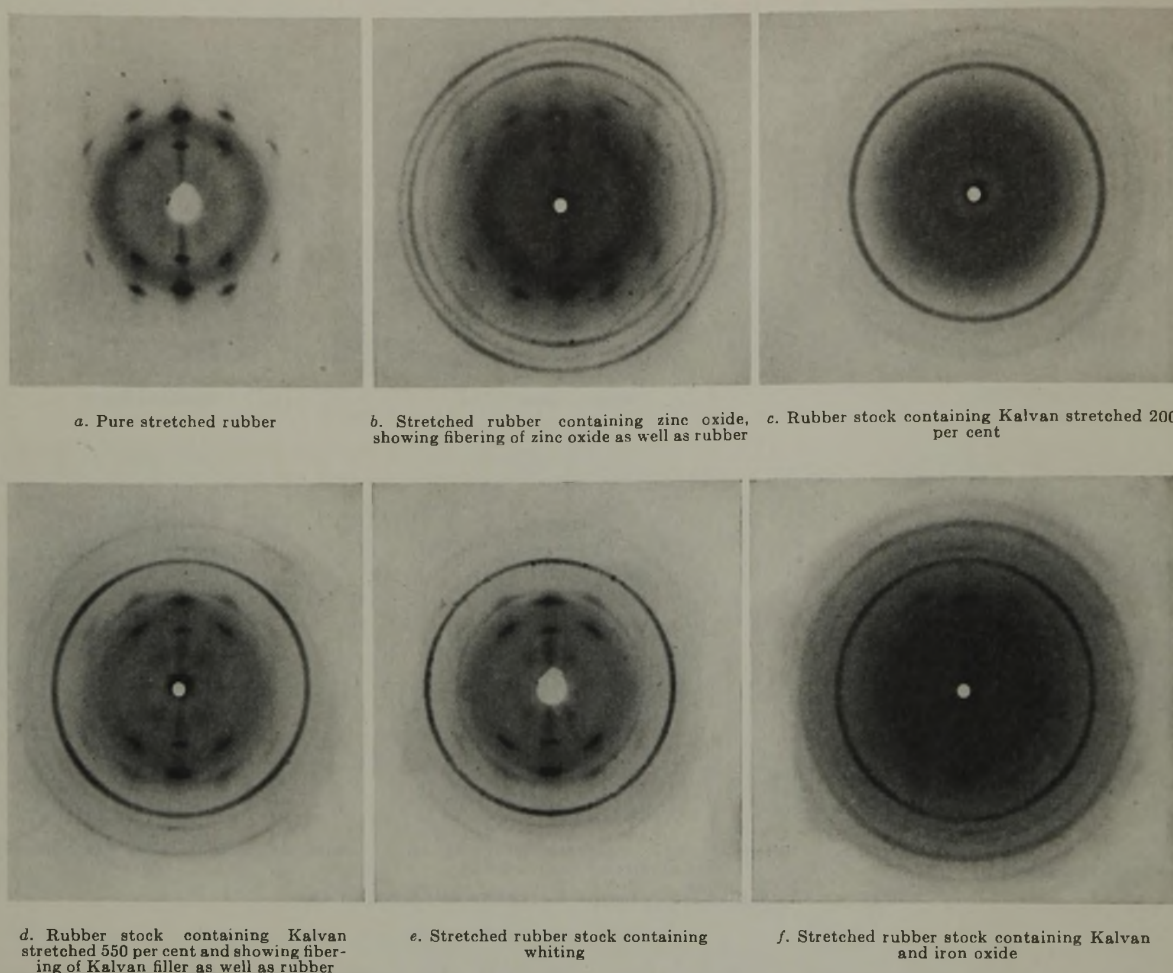 a. Pure stretched rubber
b. Stretched rubber containing zinc oxide,
showing fibering of zinc oxide as well as rubber
c. Rubber stock containing Kalvan stretched 200
per cent
d. Rubber stock containing Kalvan
stretched 550 per cent and showing fiber-
ing of Kalvan filler as well as rubber
e. Stretched rubber stock containing
whiting
f. Stretched rubber stock containing Kalvan
and iron oxide